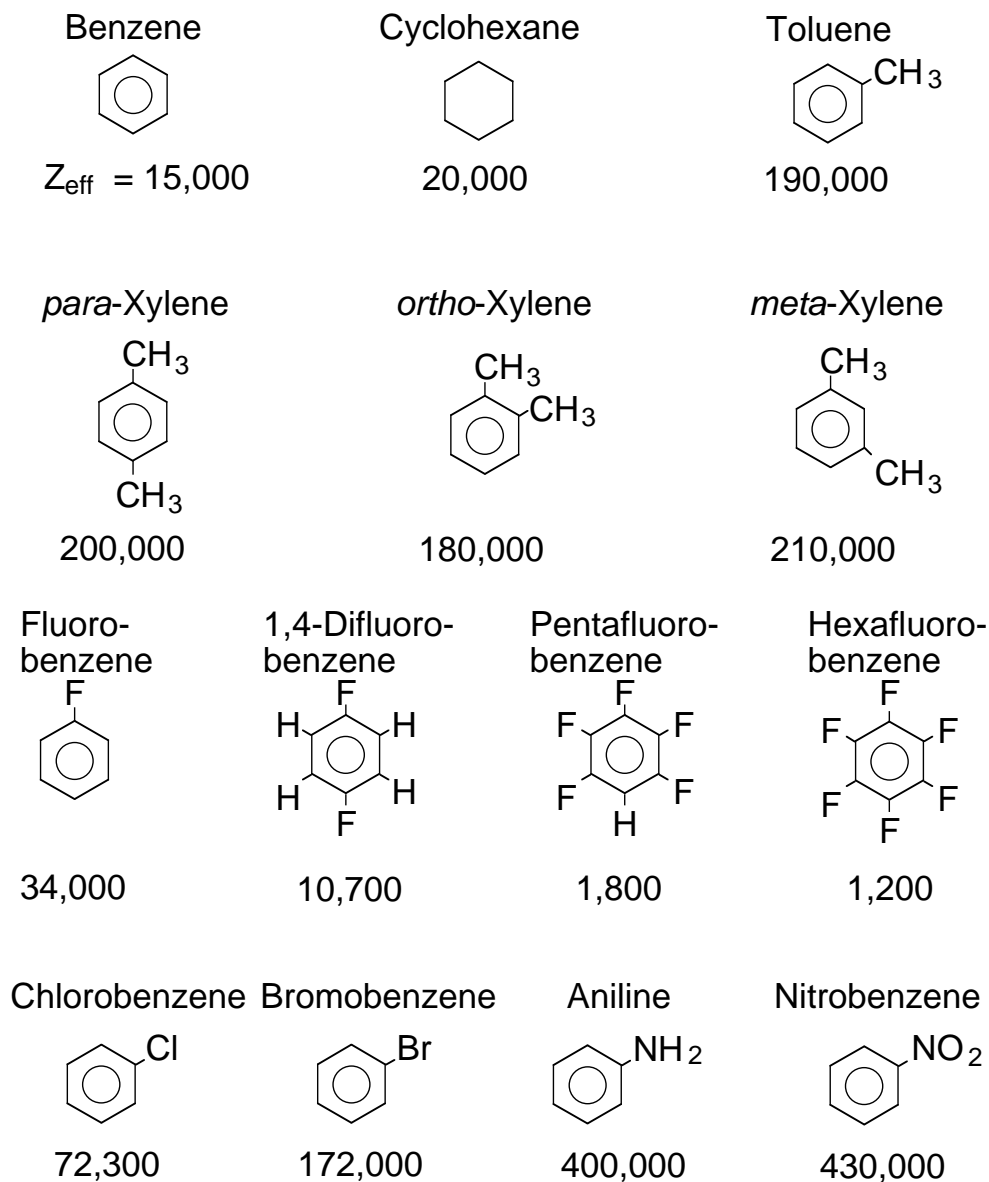 Benzene Cyclohexane Toluene
CH3
Zeff = 15,000 20,000 190,000
para-Xylene ortho-Xylene meta-Xylene
CH3 CH3 CH3
CH3
CH3 CH3
200,000 180,000 210,000
Fluoro- 1,4-Difluoro- Pentafluoro- Hexafluoro-
benzene benzene benzene benzene
F F F F
H H F F F F
H H F F F F
F H F
34,000 10,700 1,800 1,200
Chlorobenzene Bromobenzene Aniline Nitrobenzene
Cl Br NH2 NO2
72,300 172,000 400,000 430,000